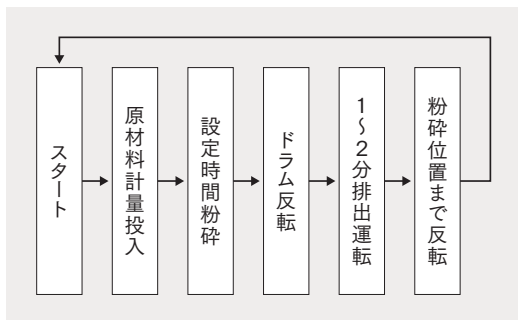 スタート
原材料計量投入
設定時間粉砕
ドラム反転
1〜2分排出運転
粉砕位置まで反転